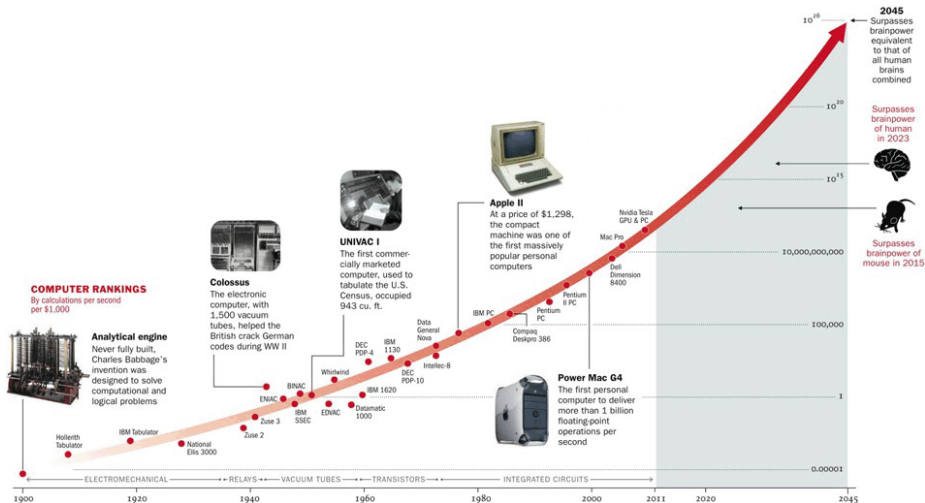 COMPUTER RANKINGS
By calculations per second
per $1,000
Analytical engine
Never fully built,
Charles Babbage's
invention was
designed to solve
computational and
logical problems
Colossus
The electronic
computer, with
1,500 vacuum
tubes, helped the
British crack German
codes during WW II
UNIVAC I
The first commer-
cially marketed
computer, used to
tabulate the U.S.
Census, occupied
943 cu. ft.
Apple II
At a price of $1,298,
the compact
machine was one of
the first massively
popular personal
computers
Power Mac G4
The first personal
computer to deliver
more than 1 billion
floating-point
operations per
second
2045
Surpasses
brainpower
equivalent
to that of
all human
brains
combined
Surpasses
brainpower
of human
in 2023
Surpasses
brainpower of
mouse in 2015
Hollerith
Tabulator
IBM Tabulator
National
Ellis 3000
Zuse 2
Zuse 3
ENIAC
BINAC
IBM
SSEC
Whirlwind
EDVAC
DEC
PDP-4
IBM 1620
Datamatic
1000
IBM
1130
DEC
PDP-10
Data
General
Nova
Intellec-8
IBM PC
Compaq
Deskpro 386
Pentium
PC
Pentium
II PC
Mac Pro
Dell
Dimension
8400
Nvidia Tesla
GPU & PC
10²⁶
10²⁰
10¹⁵
10,000,000,000
100,000
1
0.00001
ELECTROMECHANICAL
RELAYS
VACUUM TUBES
TRANSISTORS
INTEGRATED CIRCUITS
1900
1920
1940
1960
1980
2000
2011
2020
2045